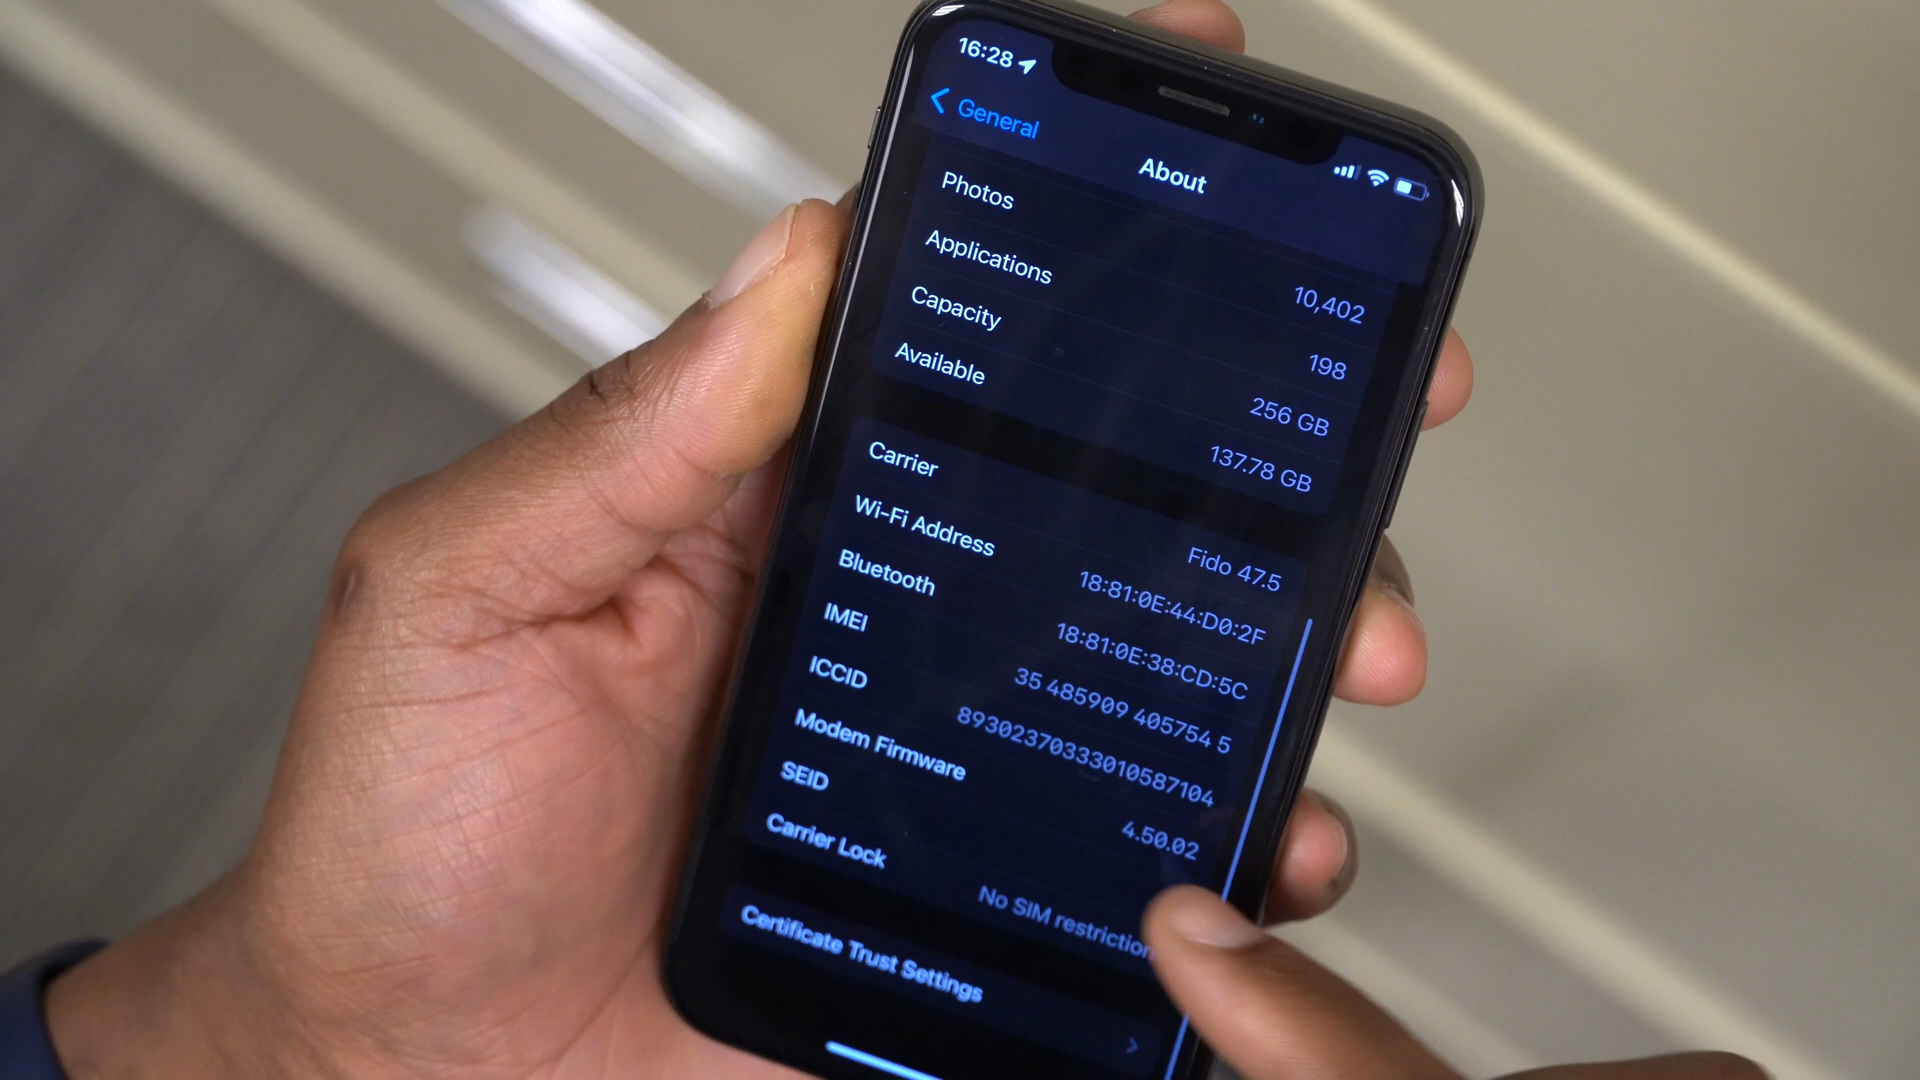 16:28
General
About
Photos
10,402
Applications
198
Capacity
256 GB
Available
137.78 GB
Carrier
Fido 47.5
Wi-Fi Address
18:81:0E:44:D0:2F
Bluetooth
18:81:0E:38:CD:5C
IMEI
35 485909 405754 5
ICCID
89302370333010587104
Modem Firmware
4.50.02
SEID
Carrier Lock
No SIM restriction
Certificate Trust Settings